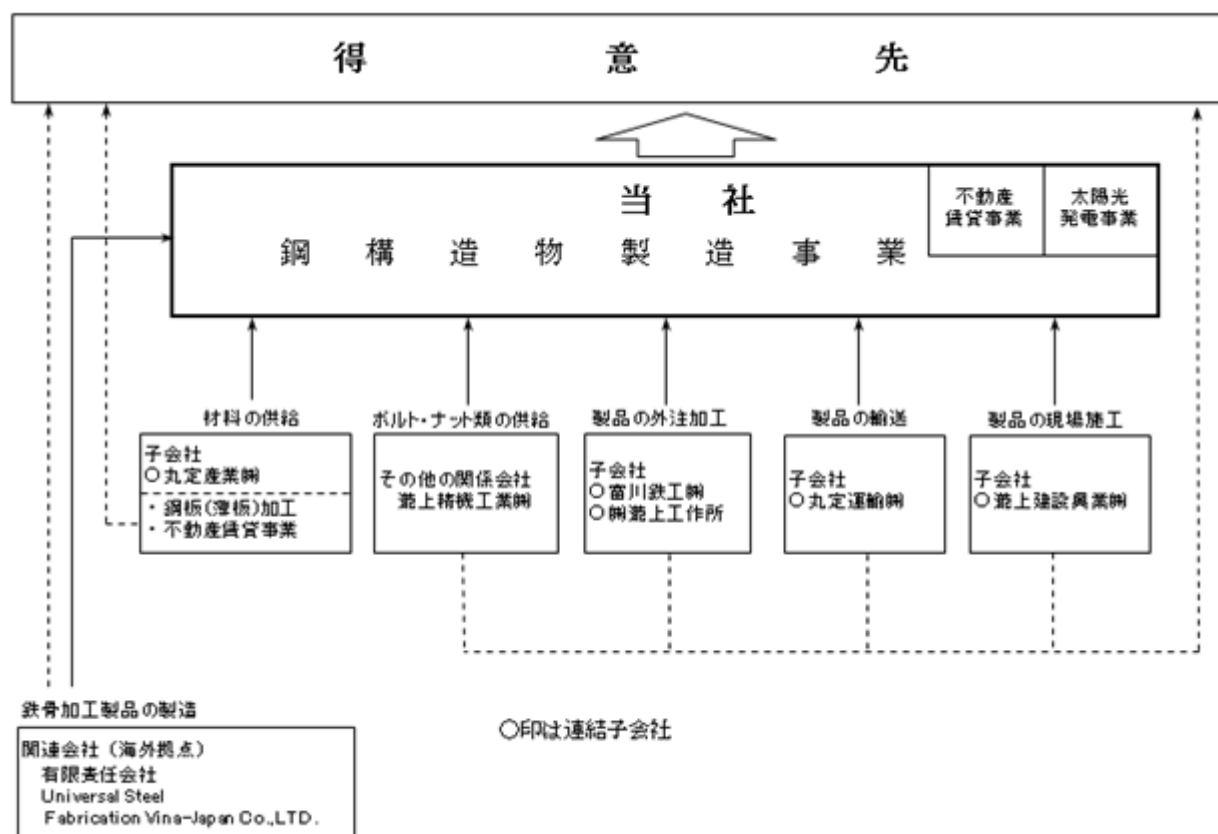 得意先
当社
鋼構造物製造事業
不動産
賃貸事業
太陽光
発電事業
材料の供給
子会社
○丸定産業㈱
・鋼板(薄板)加工
・不動産賃貸事業
ボルト・ナット類の供給
その他の関係会社
瀧上精機工業㈱
製品の外注加工
子会社
○富川鉄工㈱
○㈱瀧上工作所
製品の輸送
子会社
○丸定運輸㈱
製品の現場施工
子会社
○瀧上建設興業㈱
鉄骨加工製品の製造
関連会社（海外拠点）
有限責任会社
Universal Steel
Fabrication Vina-Japan Co.,LTD.
○印は連結子会社